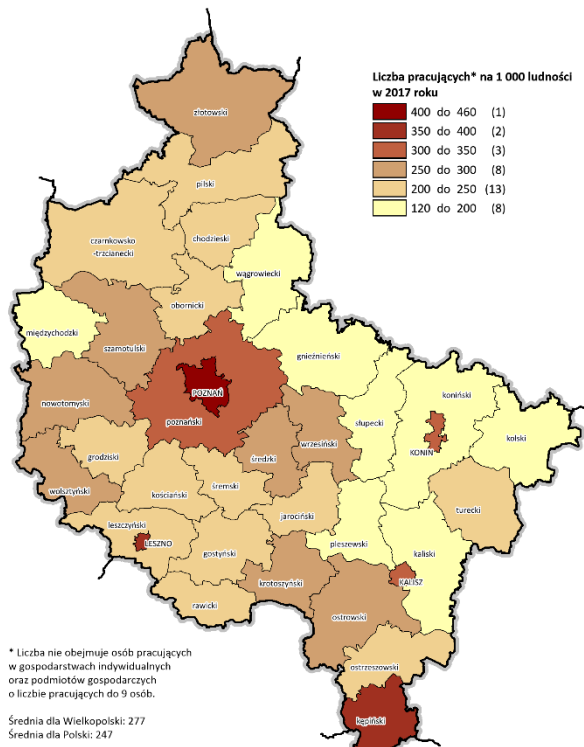 Liczba pracujących* na 1 000 ludności
w 2017 roku
400 do 460 (1)
350 do 400 (2)
300 do 350 (3)
250 do 300 (8)
200 do 250 (13)
120 do 200 (8)
złotowski
pilski
czarnkowsko
-trzcianecki
chodzieski
wągrowiecki
obornicki
międzychodzki
szamotulski
gnieźnieński
POZNAŃ
nowotomyski
poznański
koniński
słupecki
wrzesiński
kolski
KONIN
grodziski
średzki
wolsztyński
kościański
śremski
turecki
jarociński
leszczyński
LESZNO
gostyński
pleszewski
kaliski
krotoszyński
KALISZ
rawicki
ostrowski
ostrzeszowski
kępiński
* Liczba nie obejmuje osób pracujących
w gospodarstwach indywidualnych
oraz podmiotów gospodarczych
o liczbie pracujących do 9 osób.
Średnia dla Wielkopolski: 277
Średnia dla Polski: 247